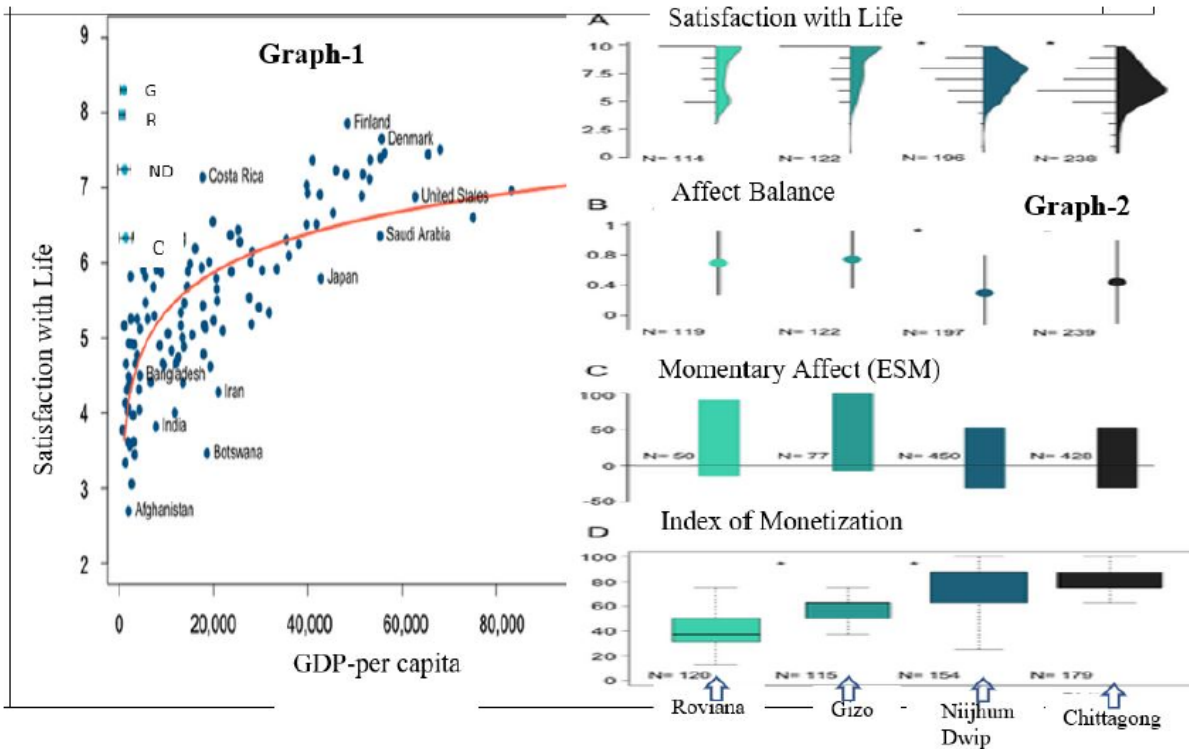 Graph-1
9
8
7
6
5
4
3
2
Satisfaction with Life
G
R
ND
C
Finland
Denmark
Costa Rica
United States
Saudi Arabia
Japan
Bangladesh
Iran
India
Botswana
Afghanistan
0 20,000 40,000 60,000 80,000
GDP-per capita
A Satisfaction with Life
10
7.5
5
2.5
0
N= 114 N= 122 N= 196 N= 238
B Affect Balance
Graph-2
1
0.8
0.4
0
N= 119 N= 122 N= 197 N= 239
C Momentary Affect (ESM)
100
50
0
-50
N= 50 N= 77 N= 450 N= 428
D Index of Monetization
100
80
60
40
20
0
N= 120 N= 115 N= 154 N= 179
Roviana Gizo Niijhum Chittagong
Dwip